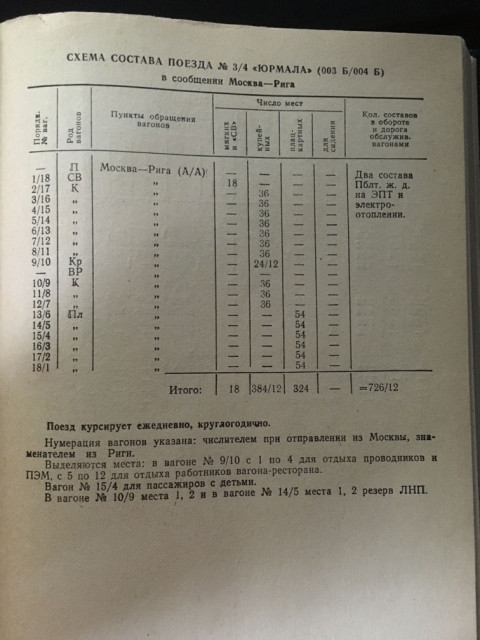 СХЕМА СОСТАВА ПОЕЗДА № 3/4 «ЮРМАЛА» (003 Б/004 Б)
в сообщении Москва—Рига
Порядк. № ваг. Род вагонов Пункты обращения вагонов Число мест Кол. составов в обороте и дорога обслужив. вагонами
мягких и «СВ» купейных плацкартных для сидения
— П Москва—Рига (А/А) — — — — Два состава
1/18 СВ „ 18 — — — Пблт. ж. д.
2/17 К „ — 36 — — на ЭПТ и
3/16 „ „ — 36 — — электро-
4/15 „ „ — 36 — — отоплении.
5/14 „ „ — 36 — —
6/13 „ „ — 36 — —
7/12 „ „ — 36 — —
8/11 „ „ — 36 — —
9/10 Кр „ — 24/12 — —
— ВР „ — — — —
10/9 К „ — 36 — —
11/8 „ „ — 36 — —
12/7 „ „ — 36 — —
13/6 Пл „ — — 54 —
14/5 „ „ — — 54 —
15/4 „ „ — — 54 —
16/3 „ „ — — 54 —
17/2 „ „ — — 54 —
18/1 „ „ — — 54 —
Итого: 18 384/12 324 — =726/12
Поезд курсирует ежедневно, круглогодично.
Нумерация вагонов указана: числителем при отправлении из Москвы, зна-
менателем из Риги.
Выделяются места: в вагоне № 9/10 с 1 по 4 для отдыха проводников и
ПЭМ, с 5 по 12 для отдыха работников вагона-ресторана.
Вагон № 15/4 для пассажиров с детьми.
В вагоне № 10/9 места 1, 2 и в вагоне № 14/5 места 1, 2 резерв ЛНП.